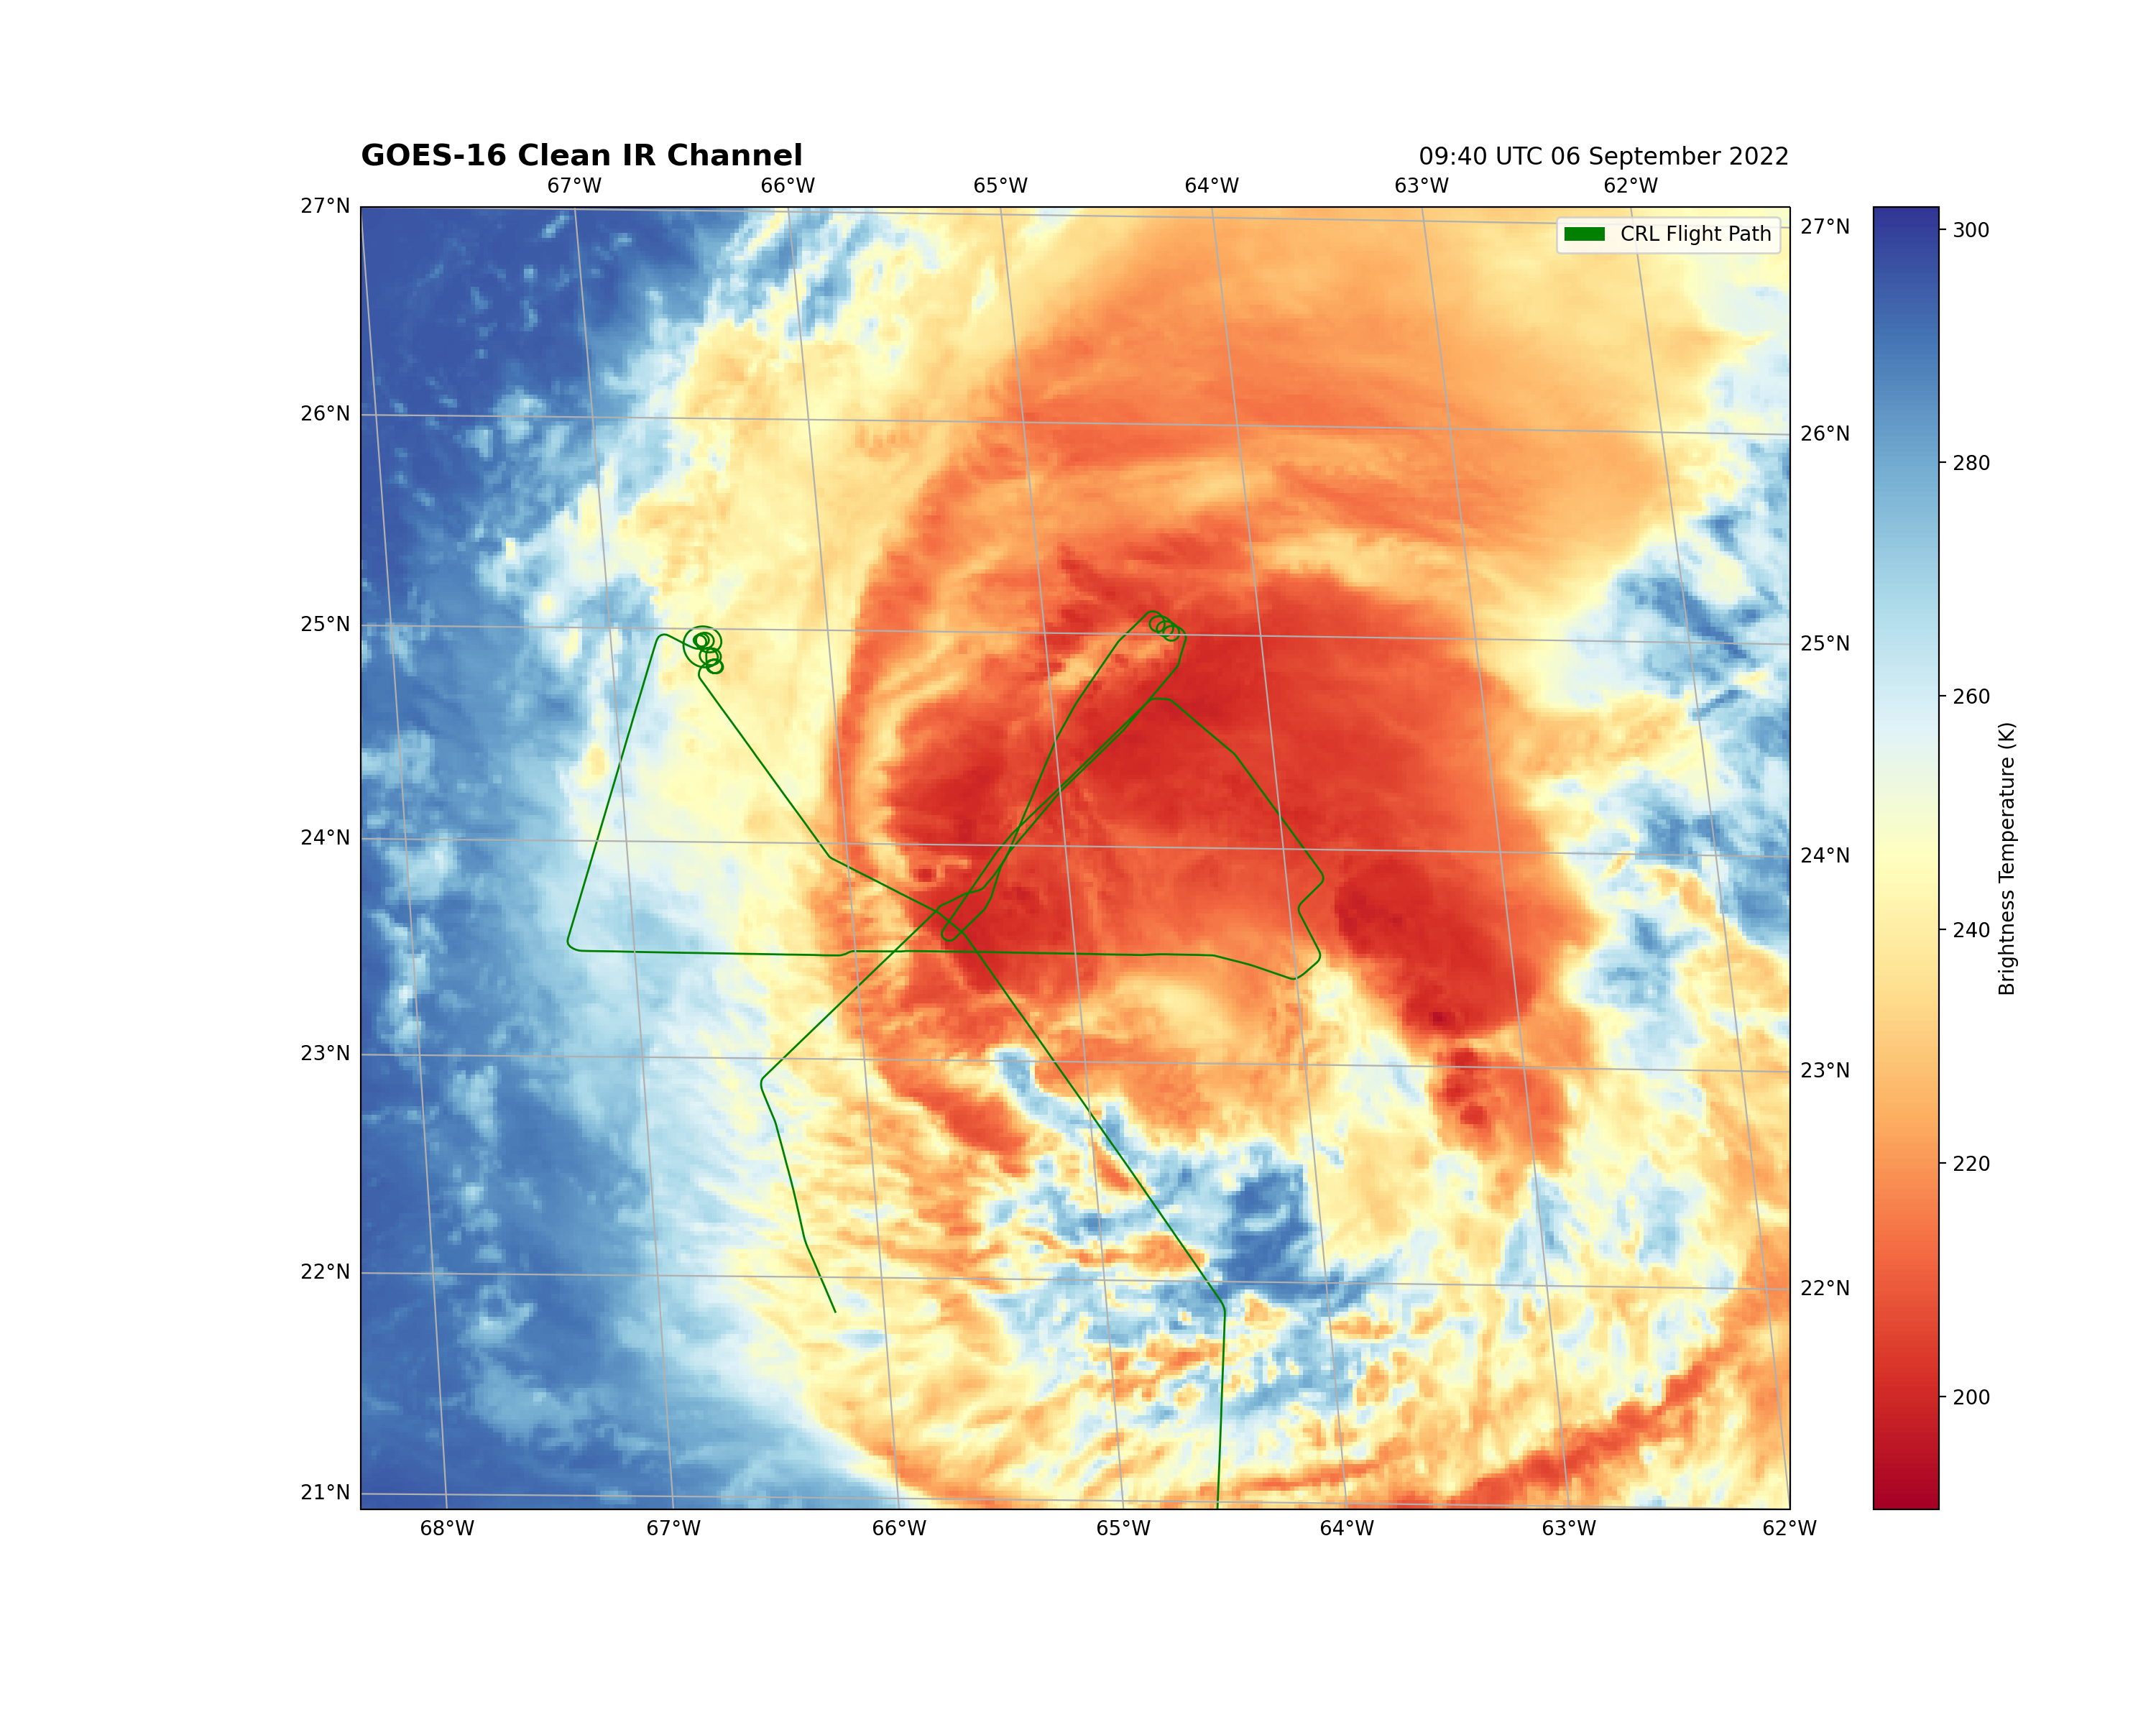 GOES-16 Clean IR Channel
09:40 UTC 06 September 2022
67°W 66°W 65°W 64°W 63°W 62°W
27°N
27°N
CRL Flight Path
300
26°N
26°N
280
25°N
25°N
260
24°N
24°N
Brightness Temperature (K)
240
23°N
23°N
220
22°N
22°N
200
21°N
68°W 67°W 66°W 65°W 64°W 63°W 62°W